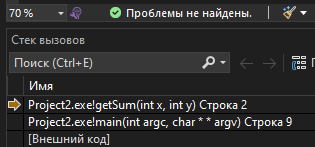 70 %
Проблемы не найдены.
Стек вызовов
Поиск (Ctrl+E)
Имя
Project2.exe!getSum(int x, int y) Строка 2
Project2.exe!main(int argc, char * * argv) Строка 9
[Внешний код]